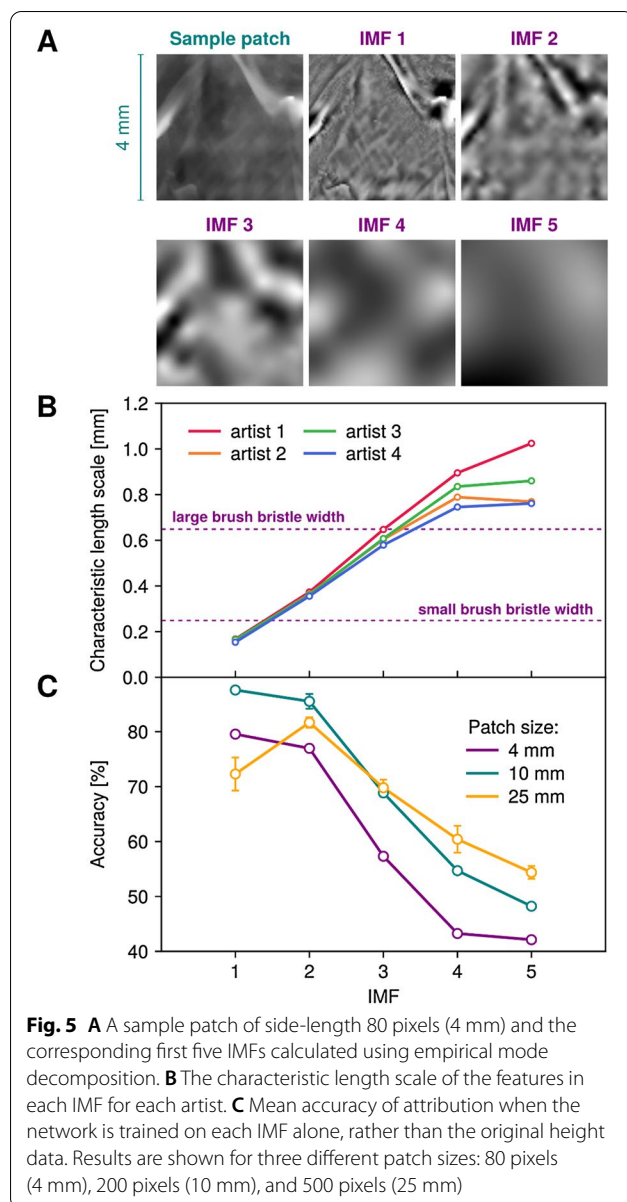 A
Sample patch
IMF 1
IMF 2
4 mm
IMF 3
IMF 4
IMF 5
B
1.2
1.0
0.8
0.6
0.4
0.2
0.0
Characteristic length scale [mm]
artist 1
artist 3
artist 2
artist 4
large brush bristle width
small brush bristle width
C
80
70
60
50
40
Accuracy [%]
Patch size:
4 mm
10 mm
25 mm
1 2 3 4 5
IMF
Fig. 5 A A sample patch of side-length 80 pixels (4 mm) and the
corresponding first five IMFs calculated using empirical mode
decomposition. B The characteristic length scale of the features in
each IMF for each artist. C Mean accuracy of attribution when the
network is trained on each IMF alone, rather than the original height
data. Results are shown for three different patch sizes: 80 pixels
(4 mm), 200 pixels (10 mm), and 500 pixels (25 mm)